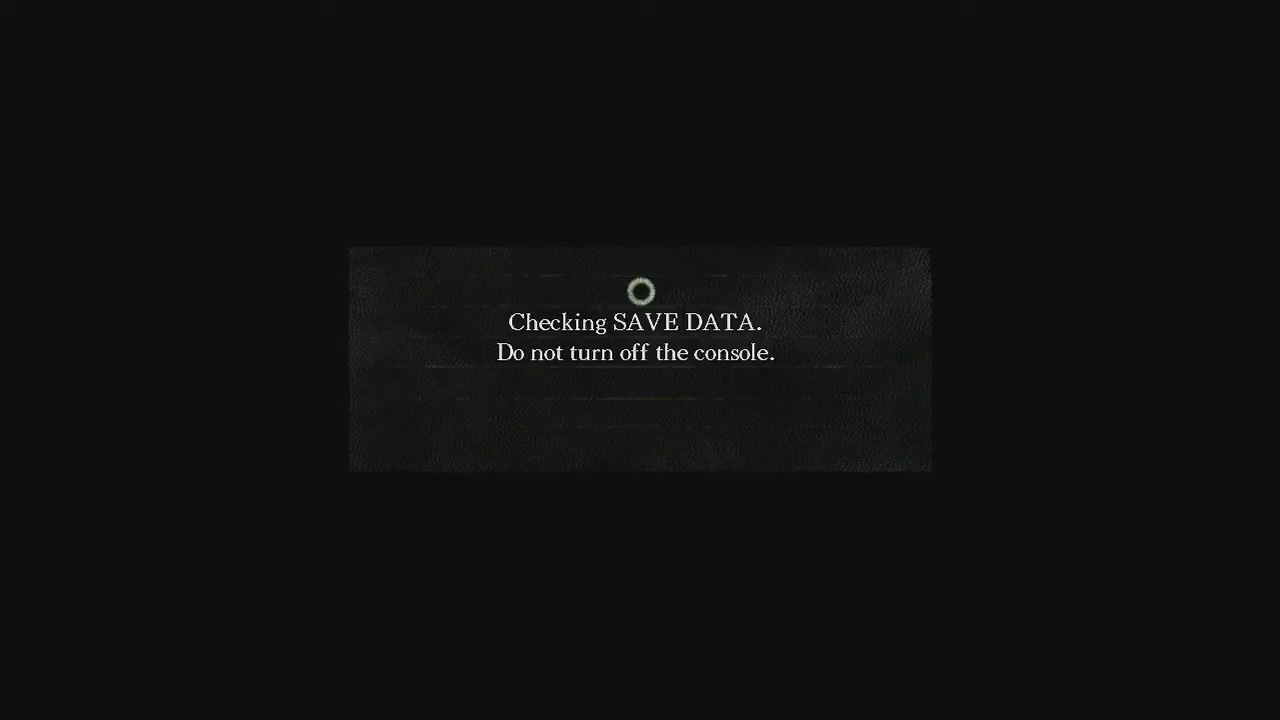 Checking SAVE DATA.
Do not turn off the console.